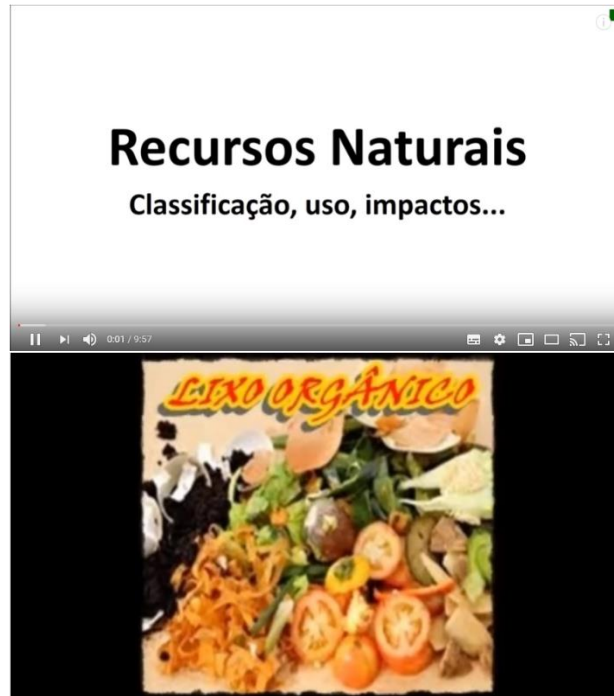 Recursos Naturais
Classificação, uso, impactos...
0:01 / 9:57
LIXO ORGÂNICO